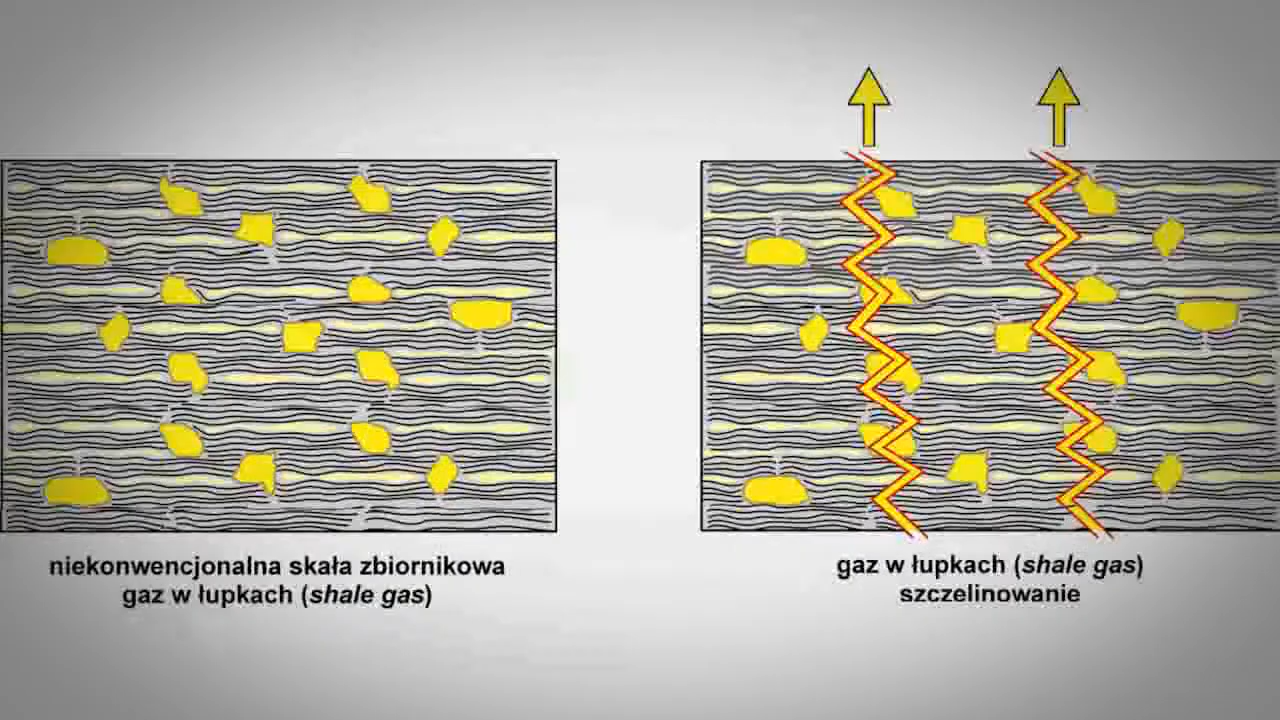 niekonwencjonalna skała zbiornikowa
gaz w łupkach (shale gas)
gaz w łupkach (shale gas)
szczelinowanie